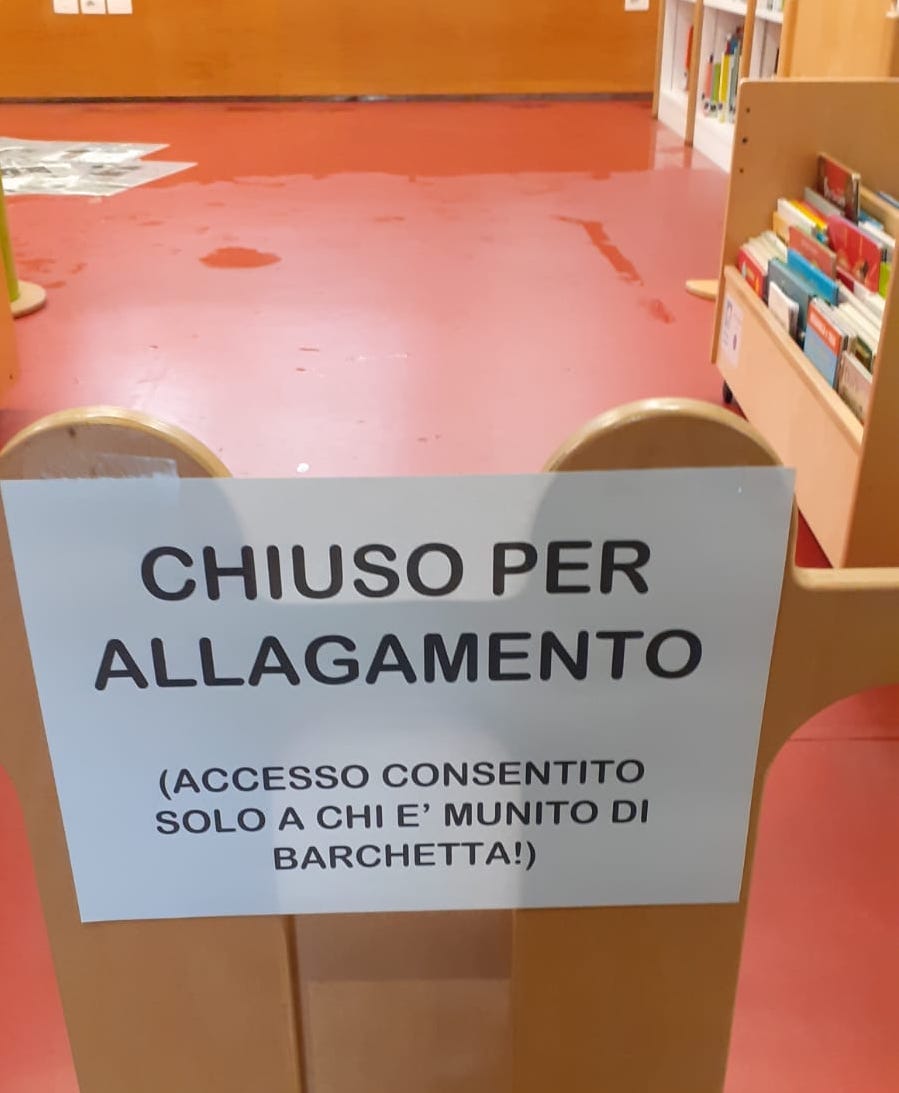 CHIUSO PER
ALLAGAMENTO
(ACCESSO CONSENTITO
SOLO A CHI E' MUNITO DI
BARCHETTA!)